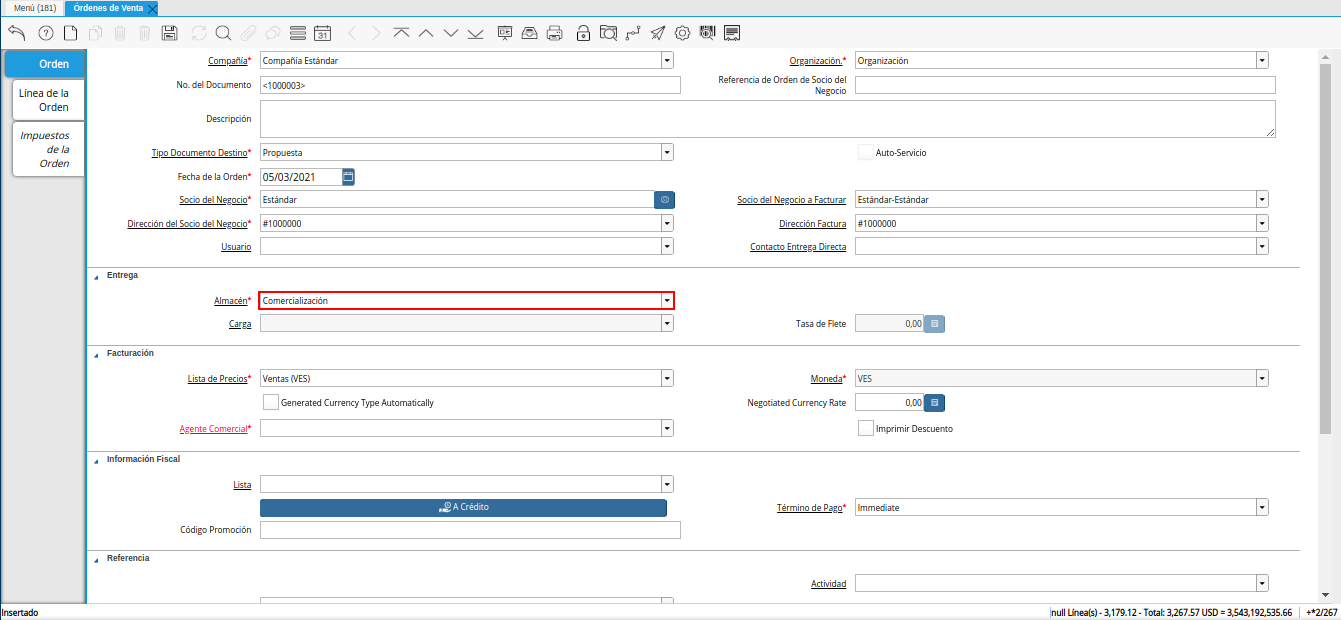 Menú (181) Órdenes de Venta
31
Orden
Línea de la
Orden
Impuestos
de la
Orden
Compañía* Compañía Estándar Organización.* Organización
No. del Documento <1000003> Referencia de Orden de Socio del
Negocio
Descripción
Tipo Documento Destino* Propuesta Auto-Servicio
Fecha de la Orden* 05/03/2021
Socio del Negocio* Estándar Socio del Negocio a Facturar Estándar-Estándar
Dirección del Socio del Negocio* #1000000 Dirección Factura #1000000
Usuario Contacto Entrega Directa
Entrega
Almacén* Comercialización
Carga Tasa de Flete 0,00
Facturación
Lista de Precios* Ventas (VES) Moneda* VES
Generated Currency Type Automatically Negotiated Currency Rate 0,00
Agente Comercial* Imprimir Descuento
Información Fiscal
Lista
A Crédito Término de Pago* Immediate
Código Promoción
Referencia
Actividad
Insertado null Línea(s) - 3,179.12 - Total: 3,267.57 USD = 3,543,192,535.66 +*2/267